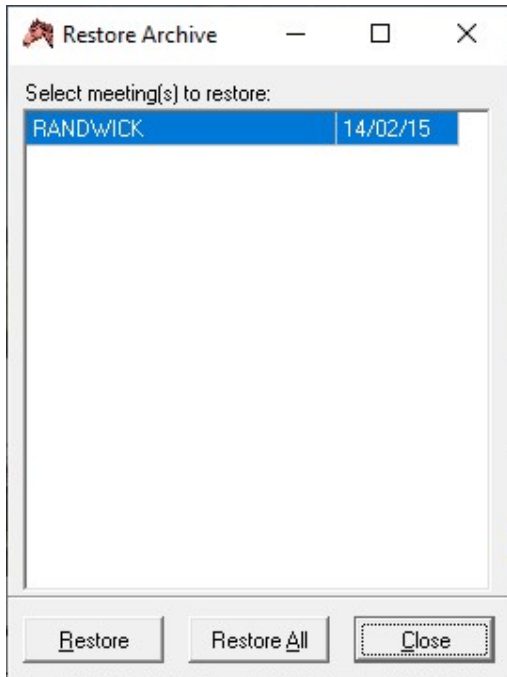 Restore Archive
Select meeting(s) to restore:
RANDWICK 14/02/15
Restore Restore All Close